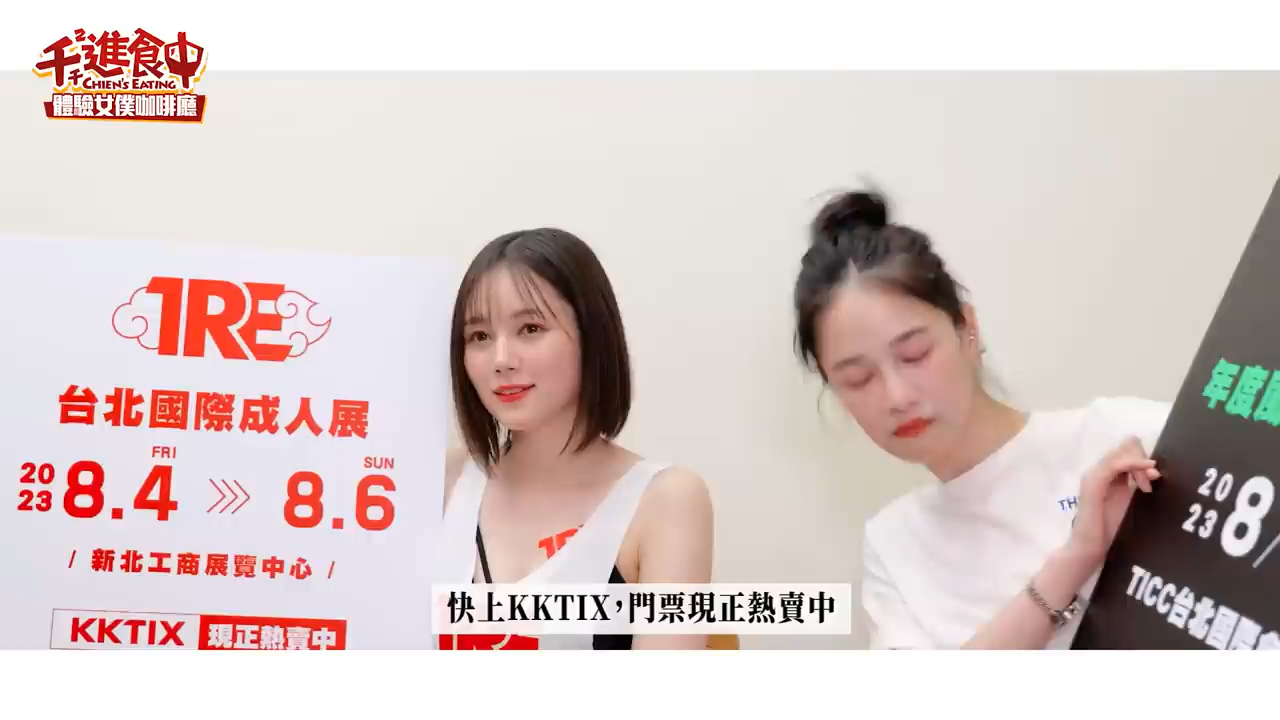 千²千進食中
CHIEN'S EATING
體驗女僕咖啡廳
TRE
台北國際成人展
2023 8.4 FRI >>> 8.6 SUN
/ 新北工商展覽中心 /
KKTIX 現正熱賣中
快上KKTIX,門票現正熱賣中
年度
2023 8/
TICC台北國際